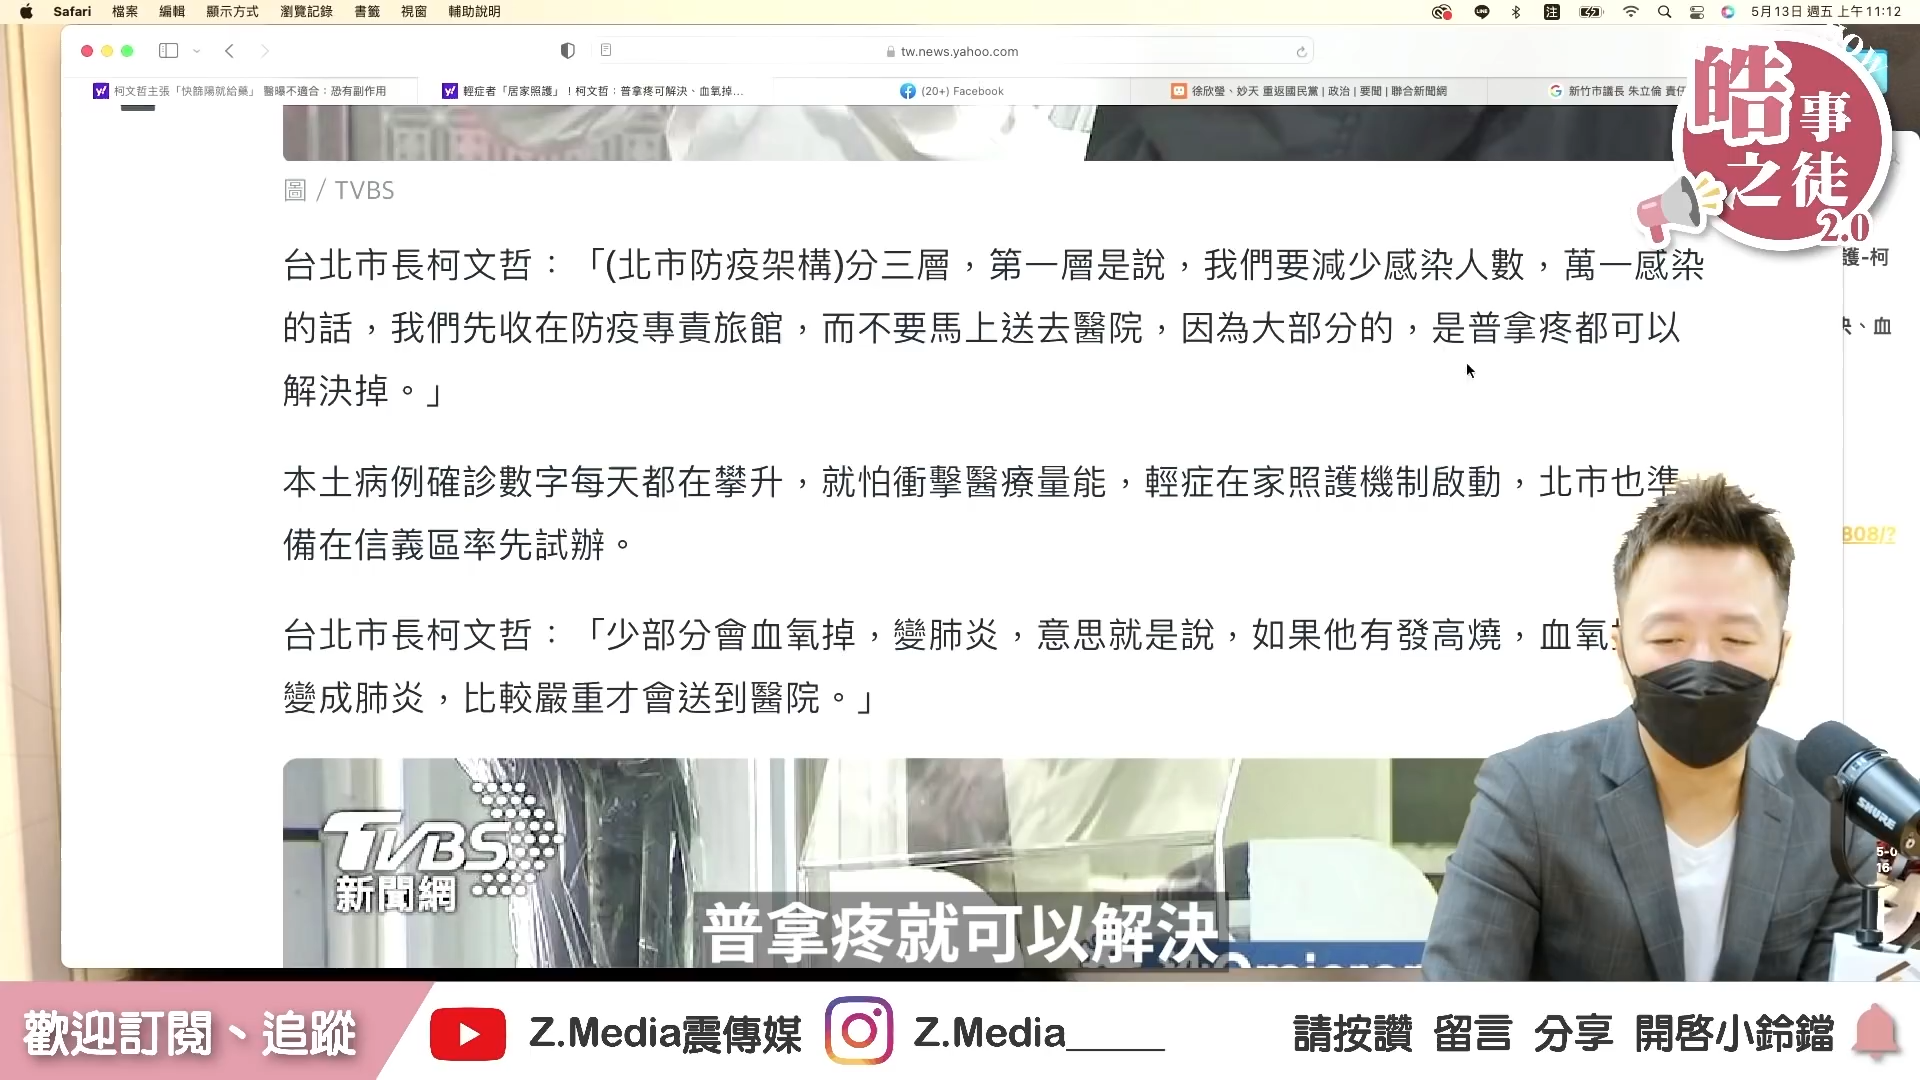 Safari 檔案 編輯 顯示方式 瀏覽記錄 書籤 視窗 輔助說明
注 5月13日 週五 上午11:12
tw.news.yahoo.com
柯文哲主張「快篩陽就給藥」 醫曝不適合：恐有副作用
輕症者「居家照護」！柯文哲：普拿疼可解決、血氧掉...
(20+) Facebook
徐欣瑩、妙天 重返國民黨 | 政治 | 要聞 | 聯合新聞網
新竹市議長 朱立倫 責任
皓事之徒
2.0
圖 / TVBS
台北市長柯文哲：「(北市防疫架構)分三層，第一層是說，我們要減少感染人數，萬一感染
的話，我們先收在防疫專責旅館，而不要馬上送去醫院，因為大部分的，是普拿疼都可以
解決掉。」
本土病例確診數字每天都在攀升，就怕衝擊醫療量能，輕症在家照護機制啟動，北市也準
備在信義區率先試辦。
台北市長柯文哲：「少部分會血氧掉，變肺炎，意思就是說，如果他有發高燒，血氧
變成肺炎，比較嚴重才會送到醫院。」
護-柯
、血
808/?
TVBS
新聞網
普拿疼就可以解決
Omicron
SHURE
歡迎訂閱、追蹤
Z.Media震傳媒
Z.Media_____
請按讚 留言 分享 開啓小鈴鐺